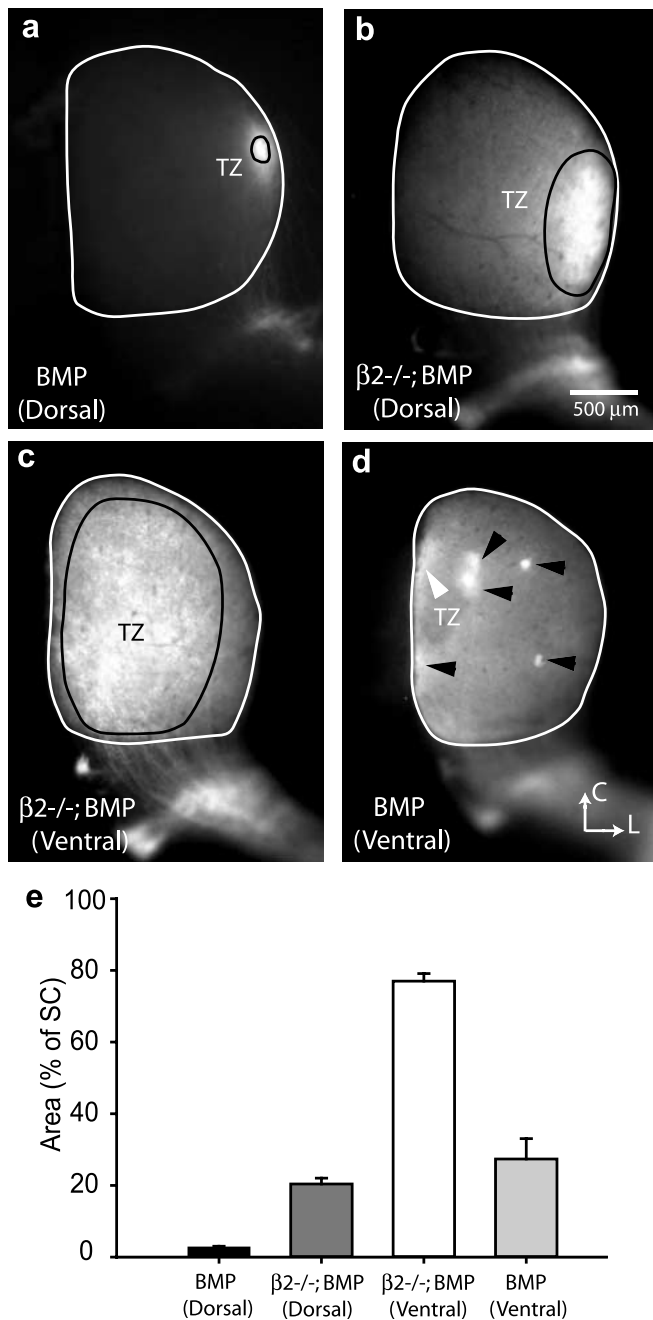 a
TZ
BMP
(Dorsal)
b
TZ
β2-/-; BMP
(Dorsal)
500 μm
c
TZ
β2-/-; BMP
(Ventral)
d
TZ
BMP
(Ventral)
C
L
e
Area (% of SC)
100
80
60
40
20
0
BMP
(Dorsal)
β2-/-; BMP
(Dorsal)
β2-/-; BMP
(Ventral)
BMP
(Ventral)